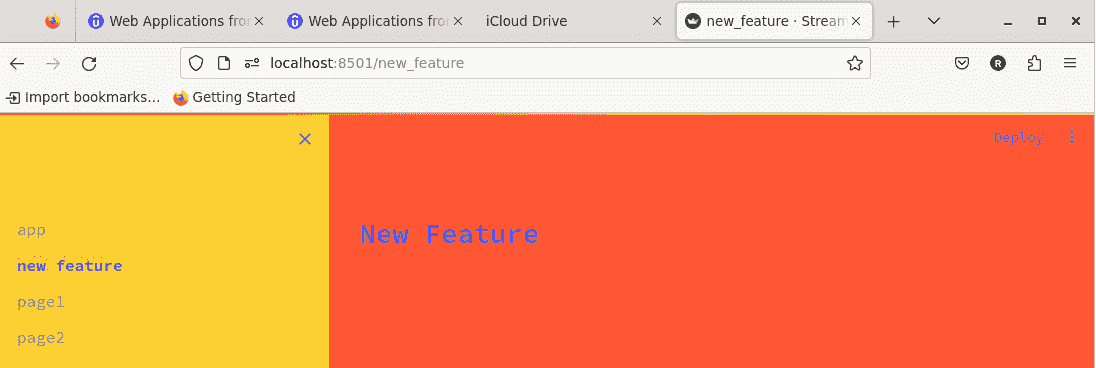 Web Applications fro
Web Applications fro
iCloud Drive
new_feature · Stream
localhost:8501/new_feature
R
Import bookmarks...
Getting Started
Deploy
app
new feature
page1
page2
New Feature